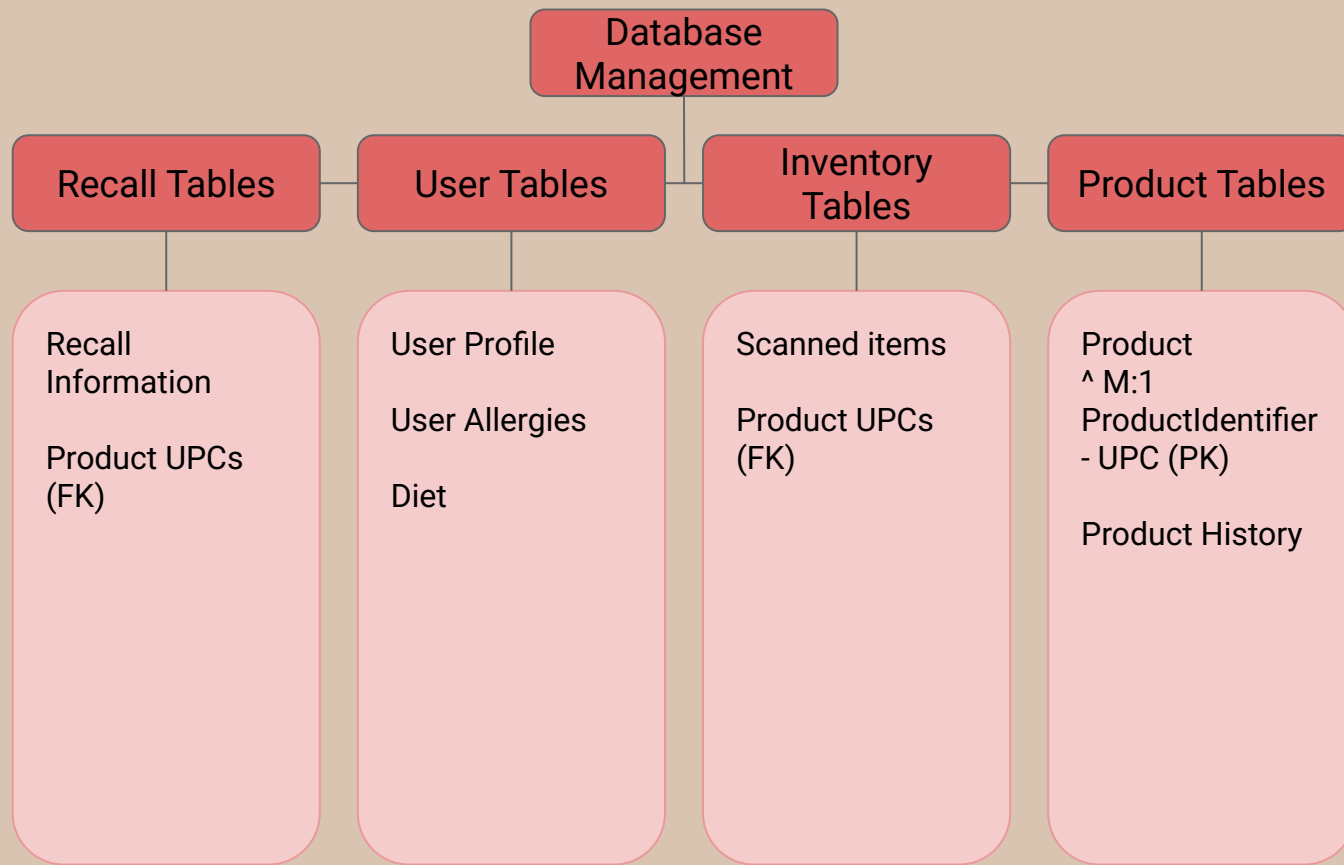 Database
Management
Recall Tables
User Tables
Inventory
Tables
Product Tables
Recall
Information
Product UPCs
(FK)
User Profile
User Allergies
Diet
Scanned items
Product UPCs
(FK)
Product
^ M:1
ProductIdentifier
- UPC (PK)
Product History